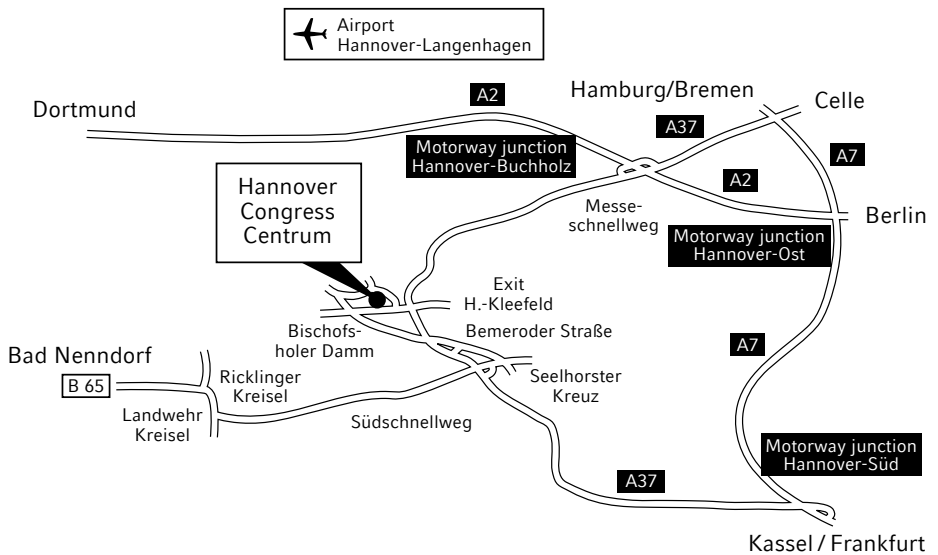 Airport
Hannover-Langenhagen
Hamburg/Bremen
A2
Celle
Dortmund
A37
Motorway junction
Hannover-Buchholz
A7
A2
Hannover
Congress
Centrum
Messe-
schnellweg
Berlin
Motorway junction
Hannover-Ost
Exit
H.-Kleefeld
Bischofs-
holer Damm
Bemeroder Straße
A7
Bad Nenndorf
B 65
Ricklinger
Kreisel
Seelhorster
Kreuz
Landwehr
Kreisel
Südschnellweg
Motorway junction
Hannover-Süd
A37
Kassel / Frankfurt